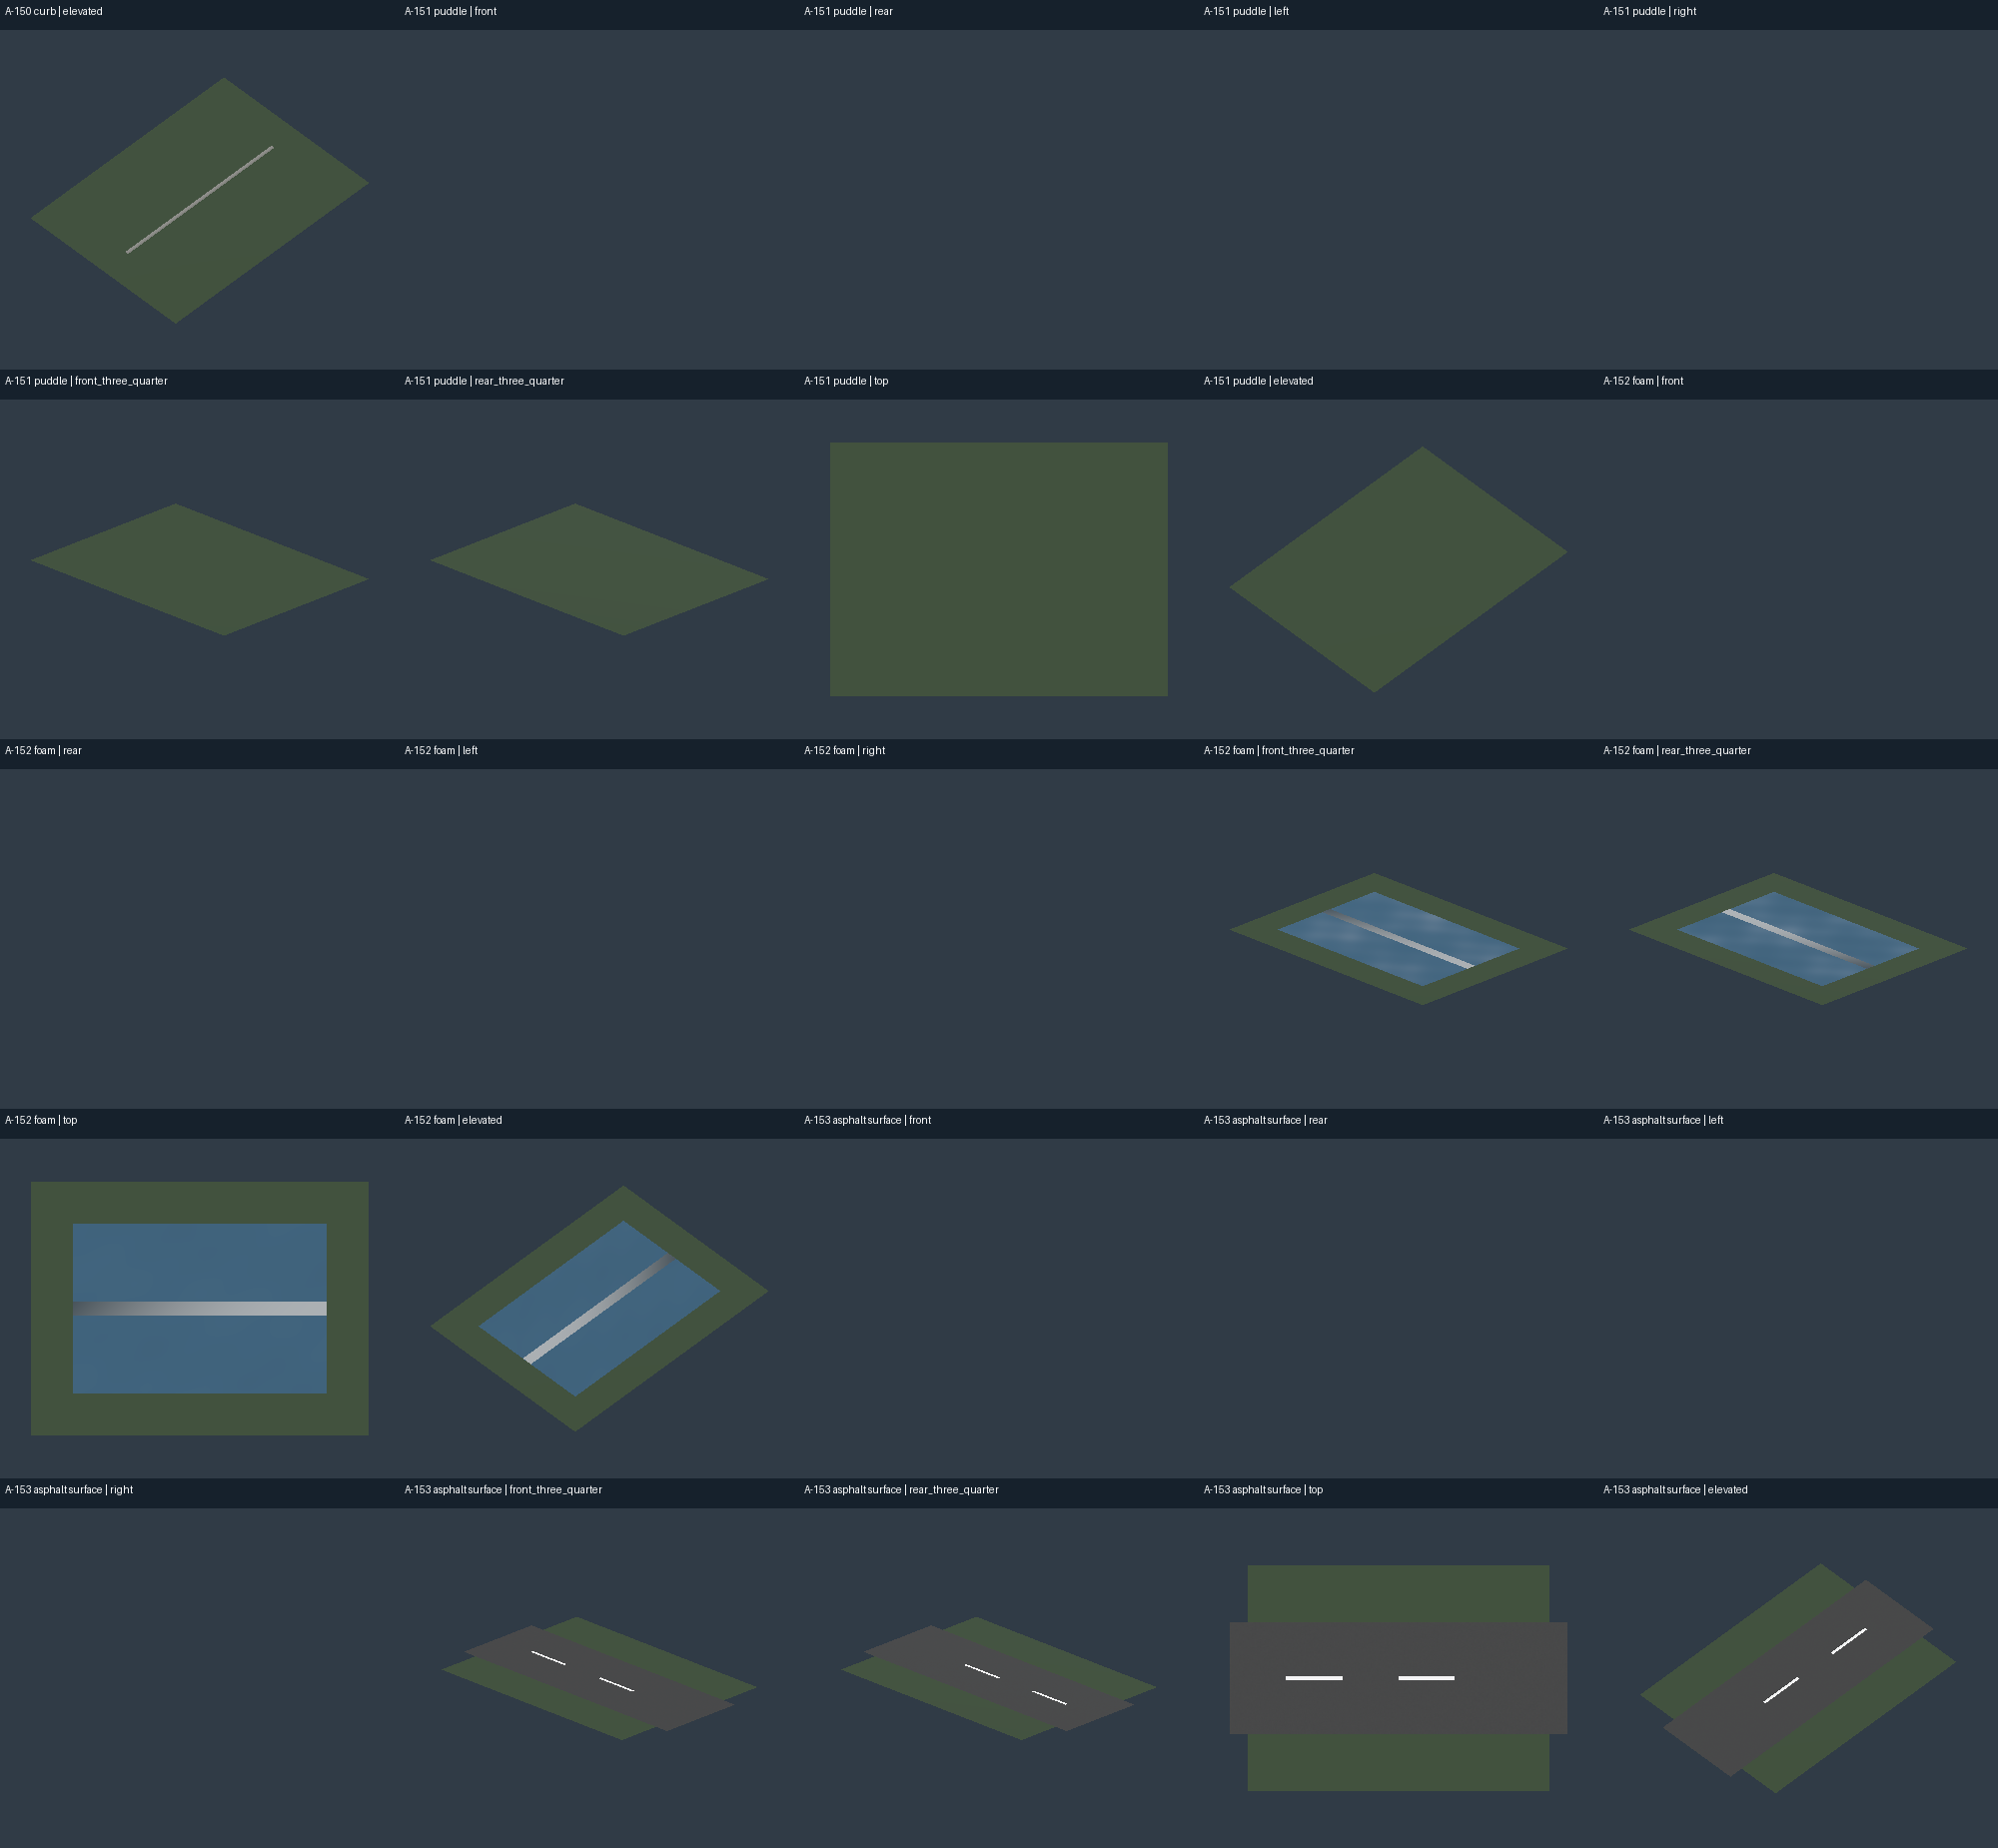 A-150 curb | elevated
A-151 puddle | front
A-151 puddle | rear
A-151 puddle | left
A-151 puddle | right
A-151 puddle | front_three_quarter
A-151 puddle | rear_three_quarter
A-151 puddle | top
A-151 puddle | elevated
A-152 foam | front
A-152 foam | rear
A-152 foam | left
A-152 foam | right
A-152 foam | front_three_quarter
A-152 foam | rear_three_quarter
A-152 foam | top
A-152 foam | elevated
A-153 asphalt surface | front
A-153 asphalt surface | rear
A-153 asphalt surface | left
A-153 asphalt surface | right
A-153 asphalt surface | front_three_quarter
A-153 asphalt surface | rear_three_quarter
A-153 asphalt surface | top
A-153 asphalt surface | elevated